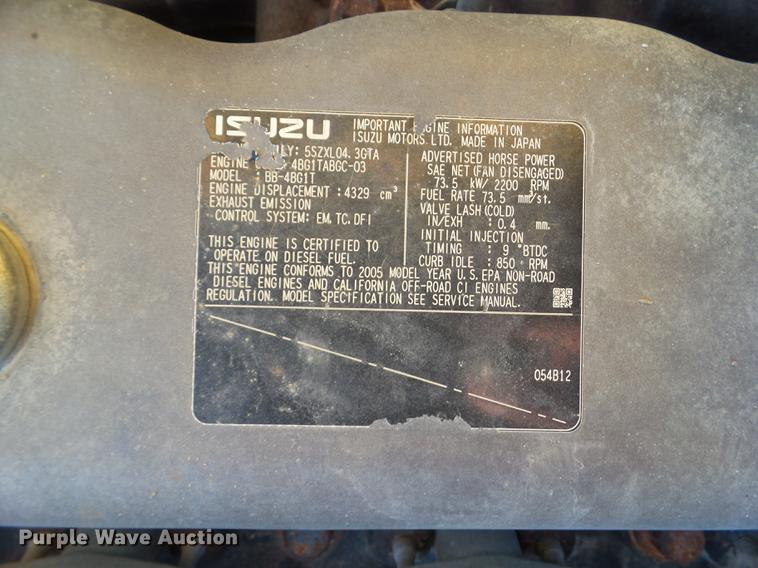 ISUZU IMPORTANT INFORMATION
ISUZU MOTORS LTD. MADE IN JAPAN
5SZXL04.3GTA
ENGINE 4BG1TABGC-03
MODEL : BB-4BG1T
ENGINE DISPLACEMENT : 4329 cm³
EXHAUST EMISSION
CONTROL SYSTEM: EM, TC, DFI
THIS ENGINE IS CERTIFIED TO
OPERATE ON DIESEL FUEL.
ADVERTISED HORSE POWER
SAE NET (FAN DISENGAGED)
73.5 kW/ 2200 RPM
FUEL RATE 73.5 mm³/st.
VALVE LASH (COLD)
IN/EXH : 0.4 mm.
INITIAL INJECTION
TIMING : 9 °BTDC
CURB IDLE : 850 RPM
THIS ENGINE CONFORMS TO 2005 MODEL YEAR U.S. EPA NON-ROAD
DIESEL ENGINES AND CALIFORNIA OFF-ROAD CI ENGINES
REGULATION. MODEL SPECIFICATION SEE SERVICE MANUAL.
054B12
Purple Wave Auction